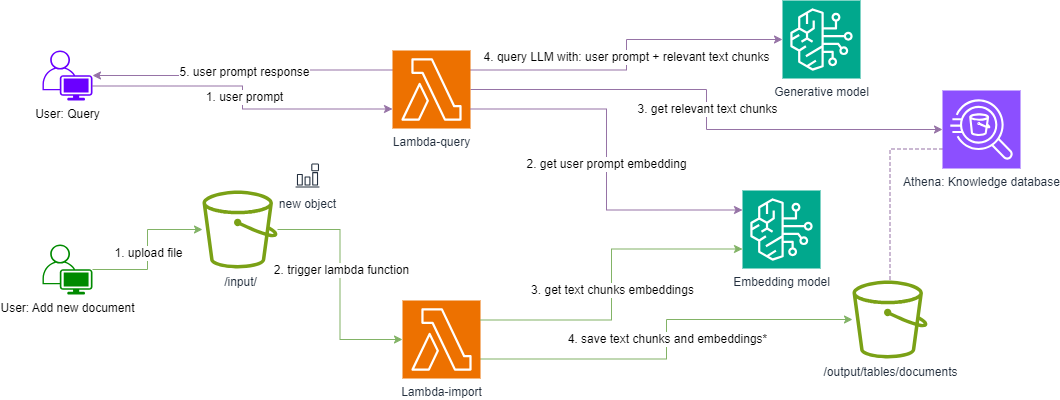 4. query LLM with: user prompt + relevant text chunks
5. user prompt response
Generative model
1. user prompt
3. get relevant text chunks
User: Query
Lambda-query
2. get user prompt embedding
Athena: Knowledge database
new object
1. upload file
2. trigger lambda function
/input/
Embedding model
3. get text chunks embeddings
User: Add new document
4. save text chunks and embeddings*
/output/tables/documents
Lambda-import